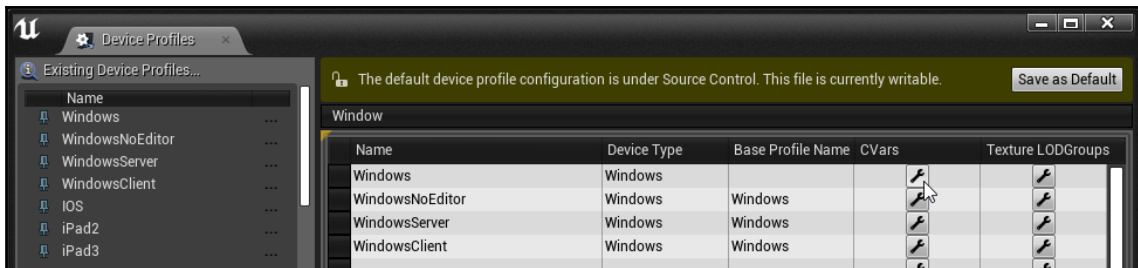 Device Profiles
Existing Device Profiles...
Name
Windows ...
WindowsNoEditor ...
WindowsServer ...
WindowsClient ...
IOS ...
iPad2 ...
iPad3 ...
The default device profile configuration is under Source Control. This file is currently writable. Save as Default
Window
Name Device Type Base Profile Name CVars Texture LODGroups
Windows Windows
WindowsNoEditor Windows Windows
WindowsServer Windows Windows
WindowsClient Windows Windows